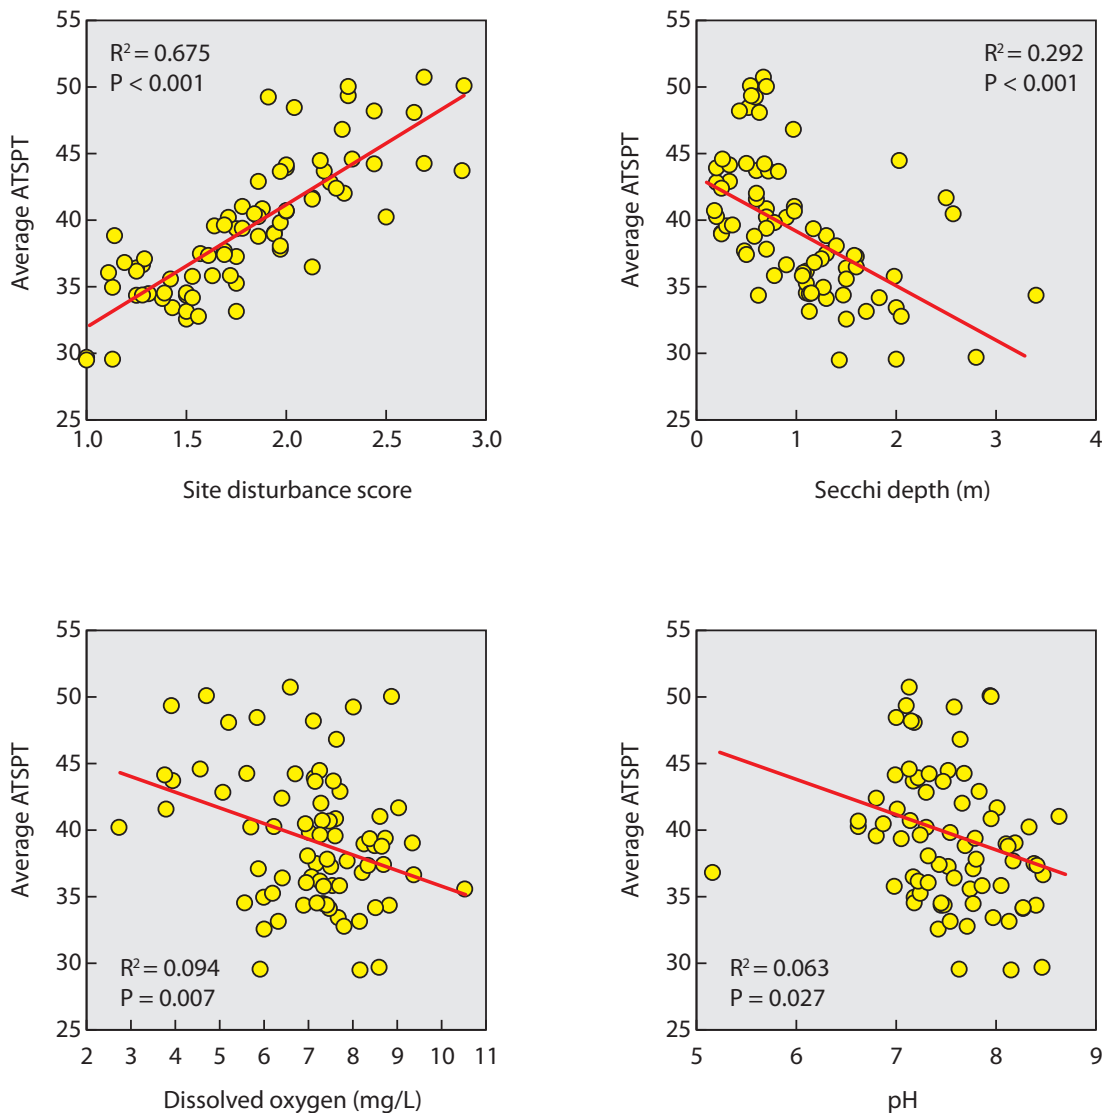 55
50
45
40
35
30
25
Average ATSPT
R² = 0.675
P < 0.001
1.0 1.5 2.0 2.5 3.0
Site disturbance score
55
50
45
40
35
30
25
Average ATSPT
R² = 0.292
P < 0.001
0 1 2 3 4
Secchi depth (m)
55
50
45
40
35
30
25
Average ATSPT
R² = 0.094
P = 0.007
2 3 4 5 6 7 8 9 10 11
Dissolved oxygen (mg/L)
55
50
45
40
35
30
25
Average ATSPT
R² = 0.063
P = 0.027
5 6 7 8 9
pH